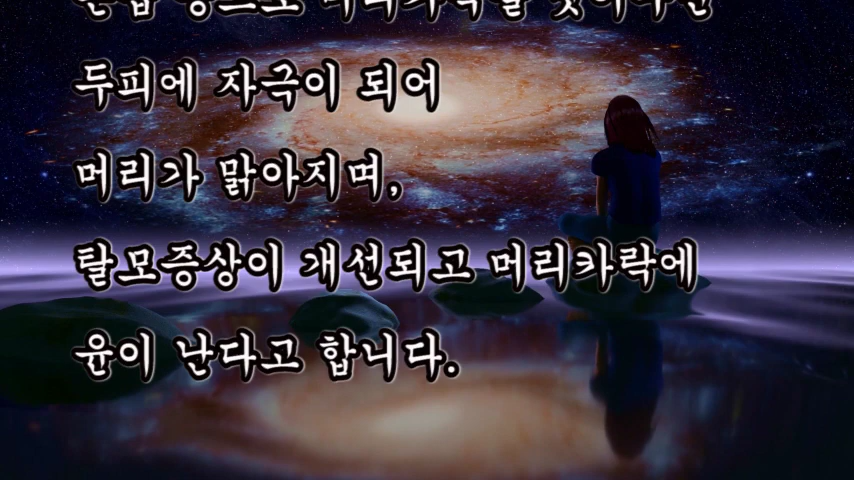 두피에 자극이 되어
머리가 맑아지며,
탈모증상이 개선되고 머리카락에
윤이 난다고 합니다.